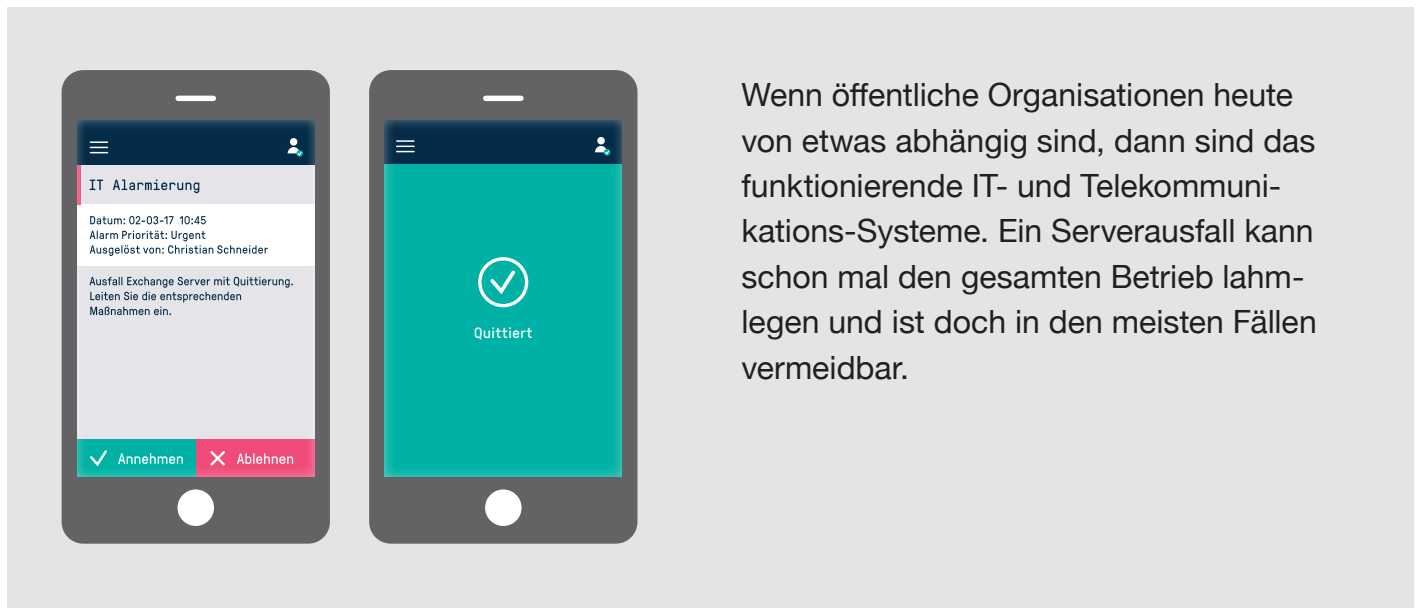 IT Alarmierung
Datum: 02-03-17 10:45
Alarm Priorität: Urgent
Ausgelöst von: Christian Schneider
Ausfall Exchange Server mit Quittierung.
Leiten Sie die entsprechenden
Maßnahmen ein.
Annehmen
Ablehnen
Quittiert
Wenn öffentliche Organisationen heute
von etwas abhängig sind, dann sind das
funktionierende IT- und Telekommuni-
kations-Systeme. Ein Serverausfall kann
schon mal den gesamten Betrieb lahm-
legen und ist doch in den meisten Fällen
vermeidbar.